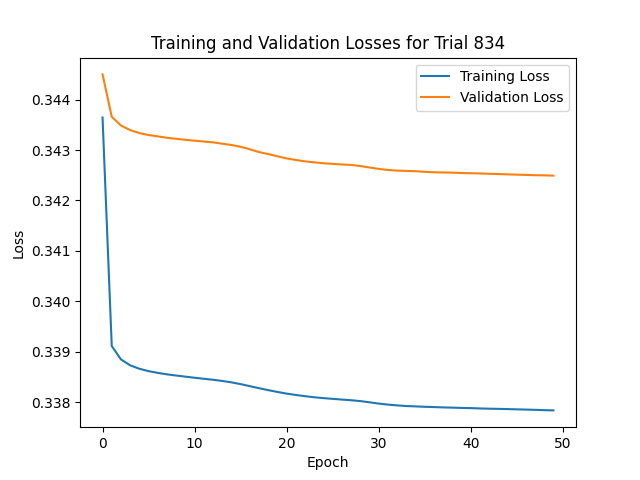 Training and Validation Losses for Trial 834
Training Loss
Validation Loss
0.344
0.343
0.342
0.341
0.340
0.339
0.338
Loss
0 10 20 30 40 50
Epoch